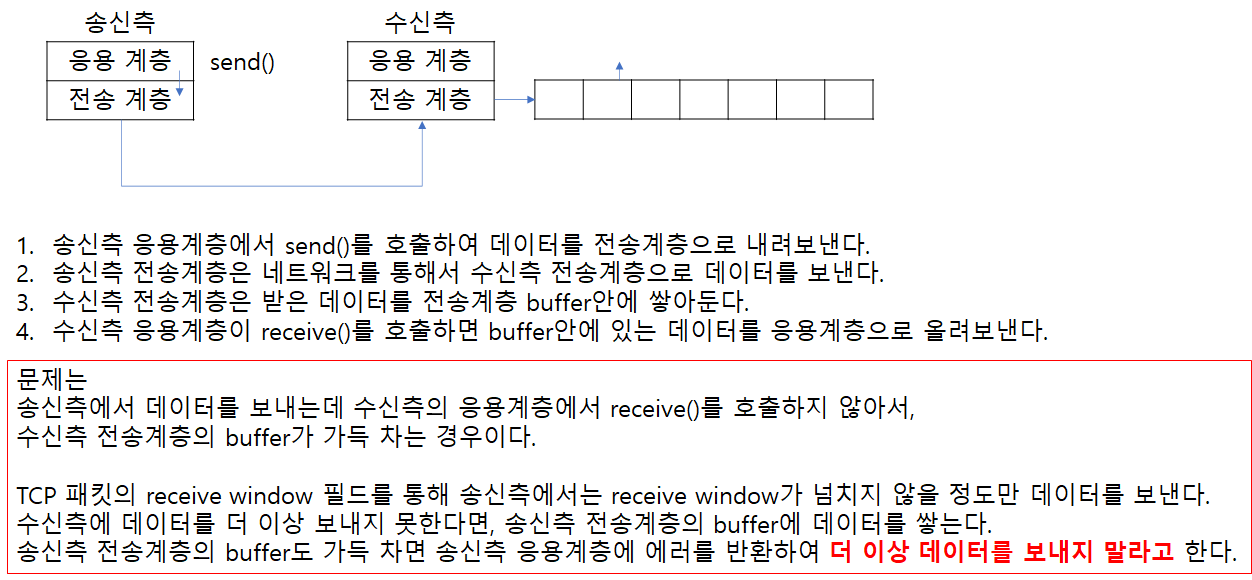 송신측 수신측
응용 계층 send() 응용 계층
전송 계층 전송 계층
1. 송신측 응용계층에서 send()를 호출하여 데이터를 전송계층으로 내려보낸다.
2. 송신측 전송계층은 네트워크를 통해서 수신측 전송계층으로 데이터를 보낸다.
3. 수신측 전송계층은 받은 데이터를 전송계층 buffer안에 쌓아둔다.
4. 수신측 응용계층이 receive()를 호출하면 buffer안에 있는 데이터를 응용계층으로 올려보낸다.
문제는
송신측에서 데이터를 보내는데 수신측의 응용계층에서 receive()를 호출하지 않아서,
수신측 전송계층의 buffer가 가득 차는 경우이다.
TCP 패킷의 receive window 필드를 통해 송신측에서는 receive window가 넘치지 않을 정도만 데이터를 보낸다.
수신측에 데이터를 더 이상 보내지 못한다면, 송신측 전송계층의 buffer에 데이터를 쌓는다.
송신측 전송계층의 buffer도 가득 차면 송신측 응용계층에 에러를 반환하여 더 이상 데이터를 보내지 말라고 한다.